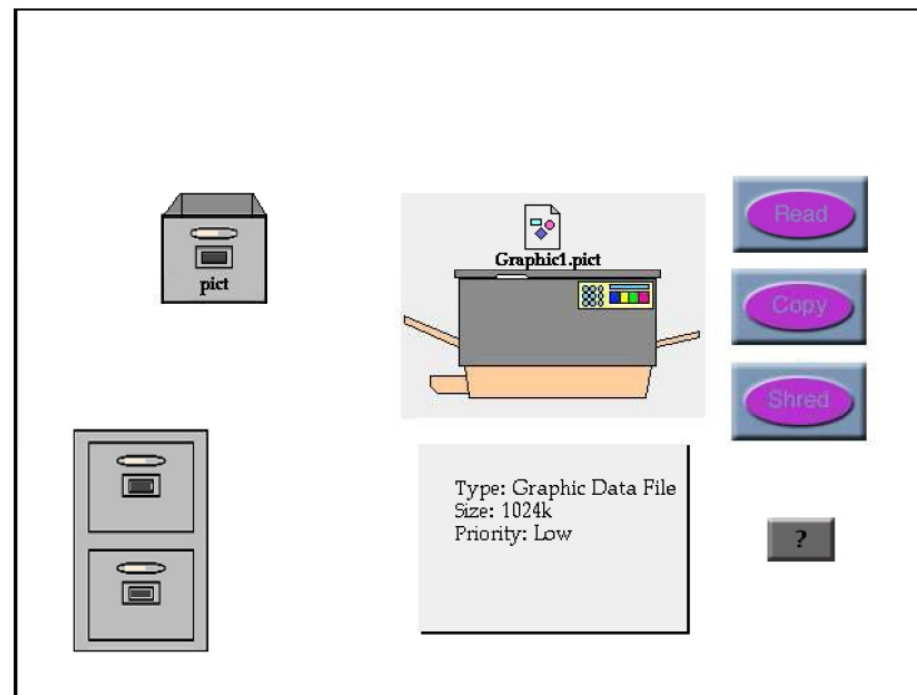 Read
Graphic1.pict
pict
Copy
Shred
Type: Graphic Data File
Size: 1024k
Priority: Low
?